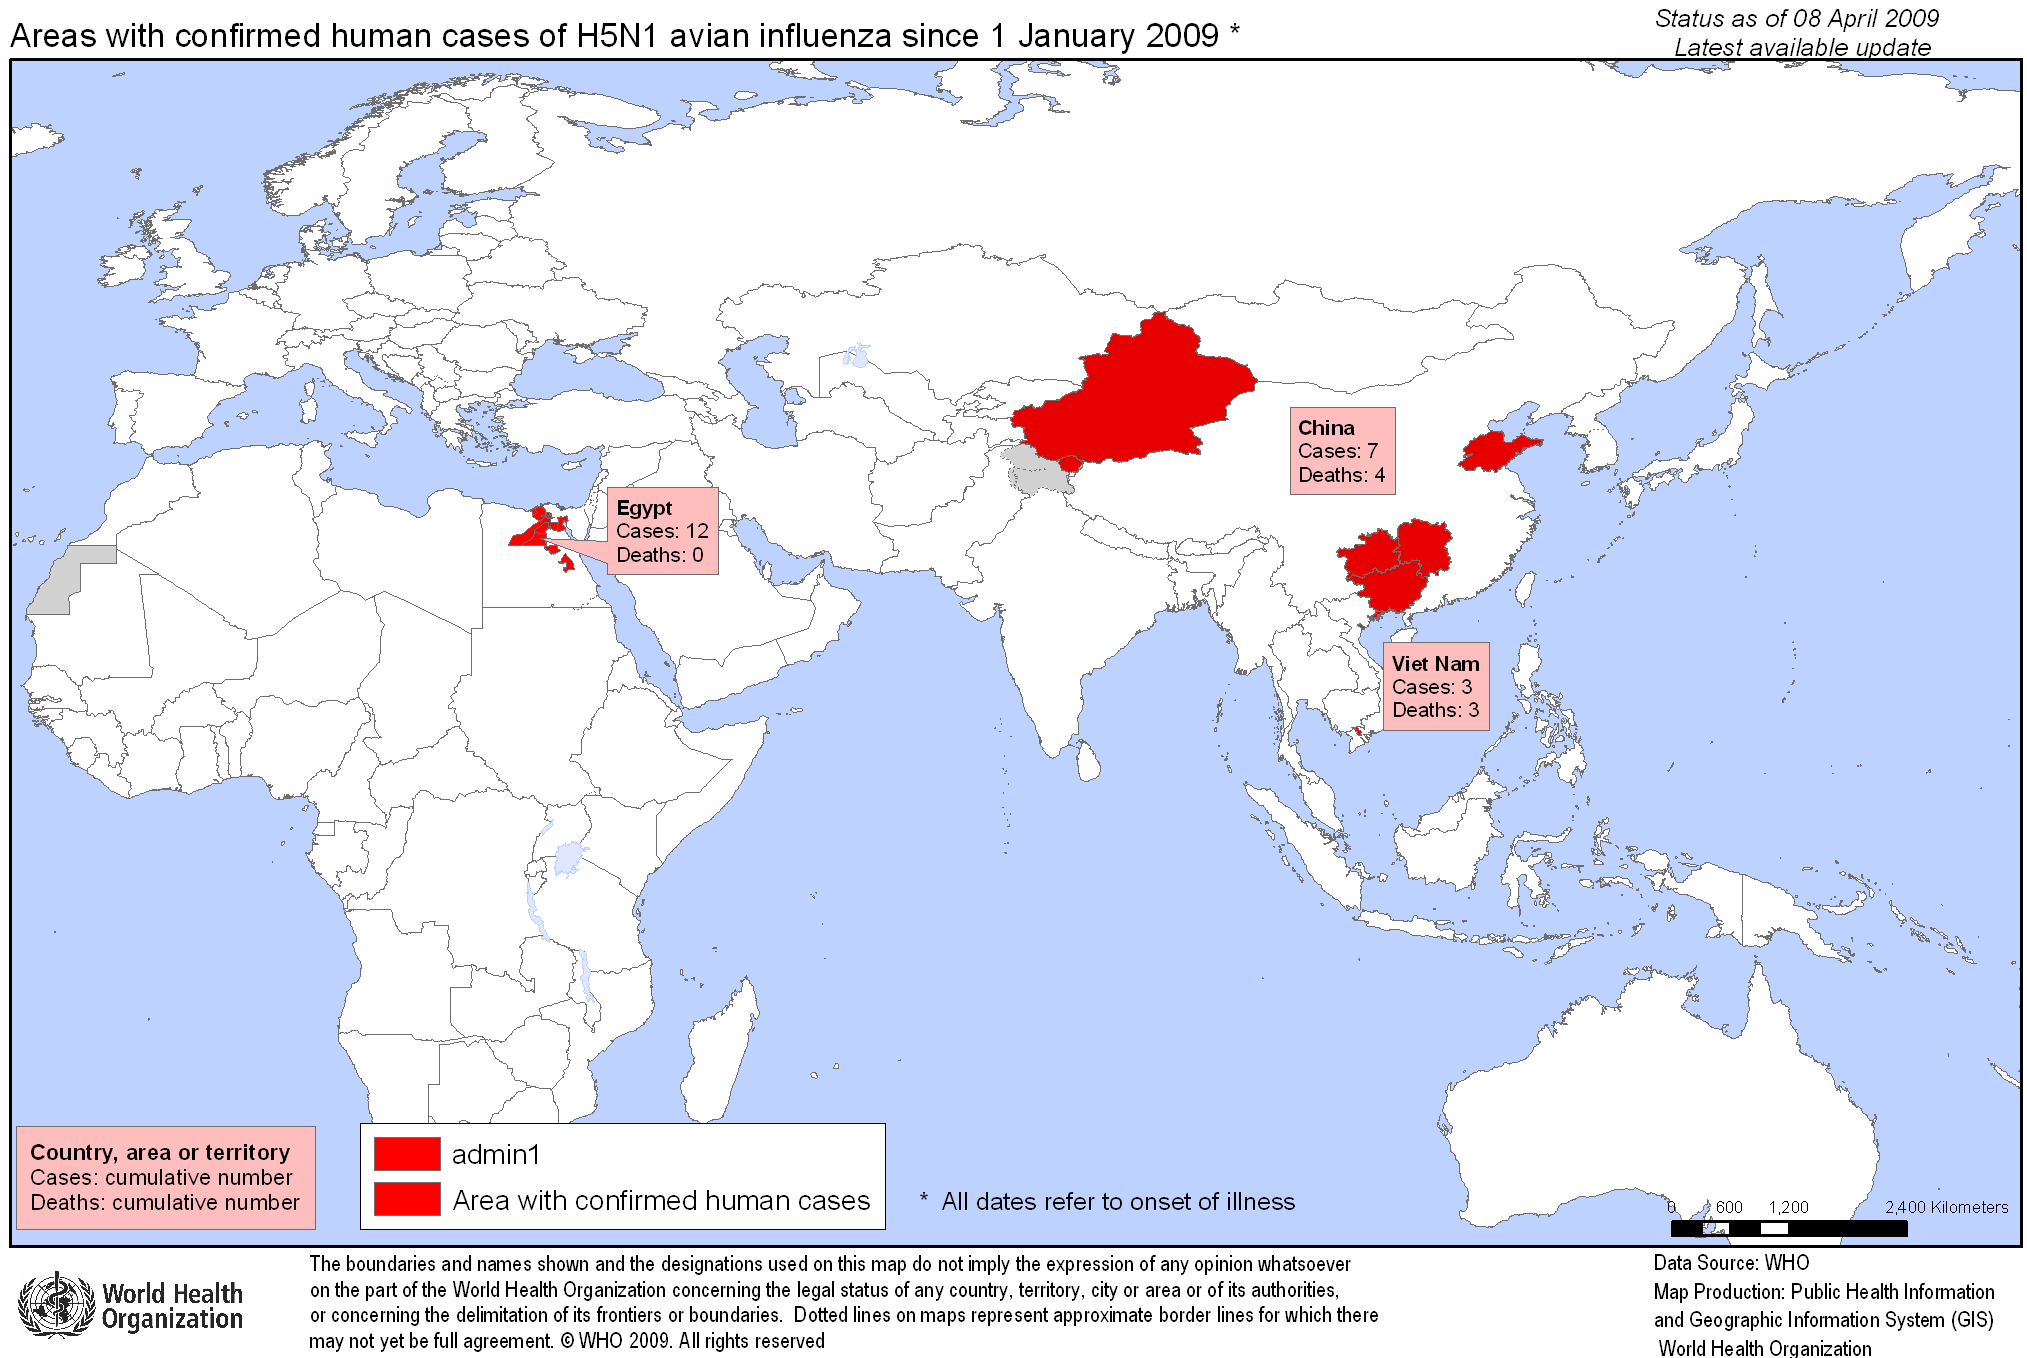 Areas with confirmed human cases of H5N1 avian influenza since 1 January 2009 *
Status as of 08 April 2009
Latest available update
China
Cases: 7
Deaths: 4
Egypt
Cases: 12
Deaths: 0
Viet Nam
Cases: 3
Deaths: 3
Country, area or territory
Cases: cumulative number
Deaths: cumulative number
admin1
Area with confirmed human cases
* All dates refer to onset of illness
0 600 1,200 2,400 Kilometers
World Health
Organization
The boundaries and names shown and the designations used on this map do not imply the expression of any opinion whatsoever
on the part of the World Health Organization concerning the legal status of any country, territory, city or area or of its authorities,
or concerning the delimitation of its frontiers or boundaries. Dotted lines on maps represent approximate border lines for which there
may not yet be full agreement. © WHO 2009. All rights reserved
Data Source: WHO
Map Production: Public Health Information
and Geographic Information System (GIS)
World Health Organization